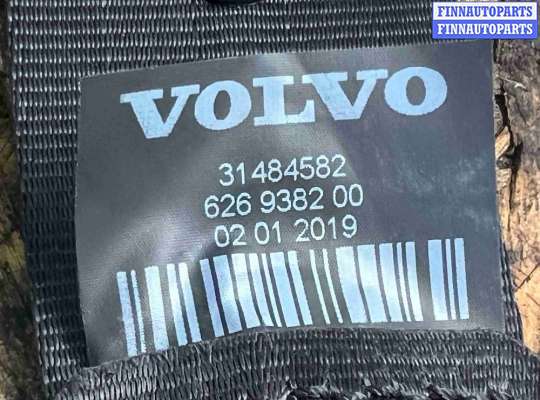 FINNAUTOPARTS
FINNAUTOPARTS
VOLVO
31484582
626 9382 00
02 01 2019